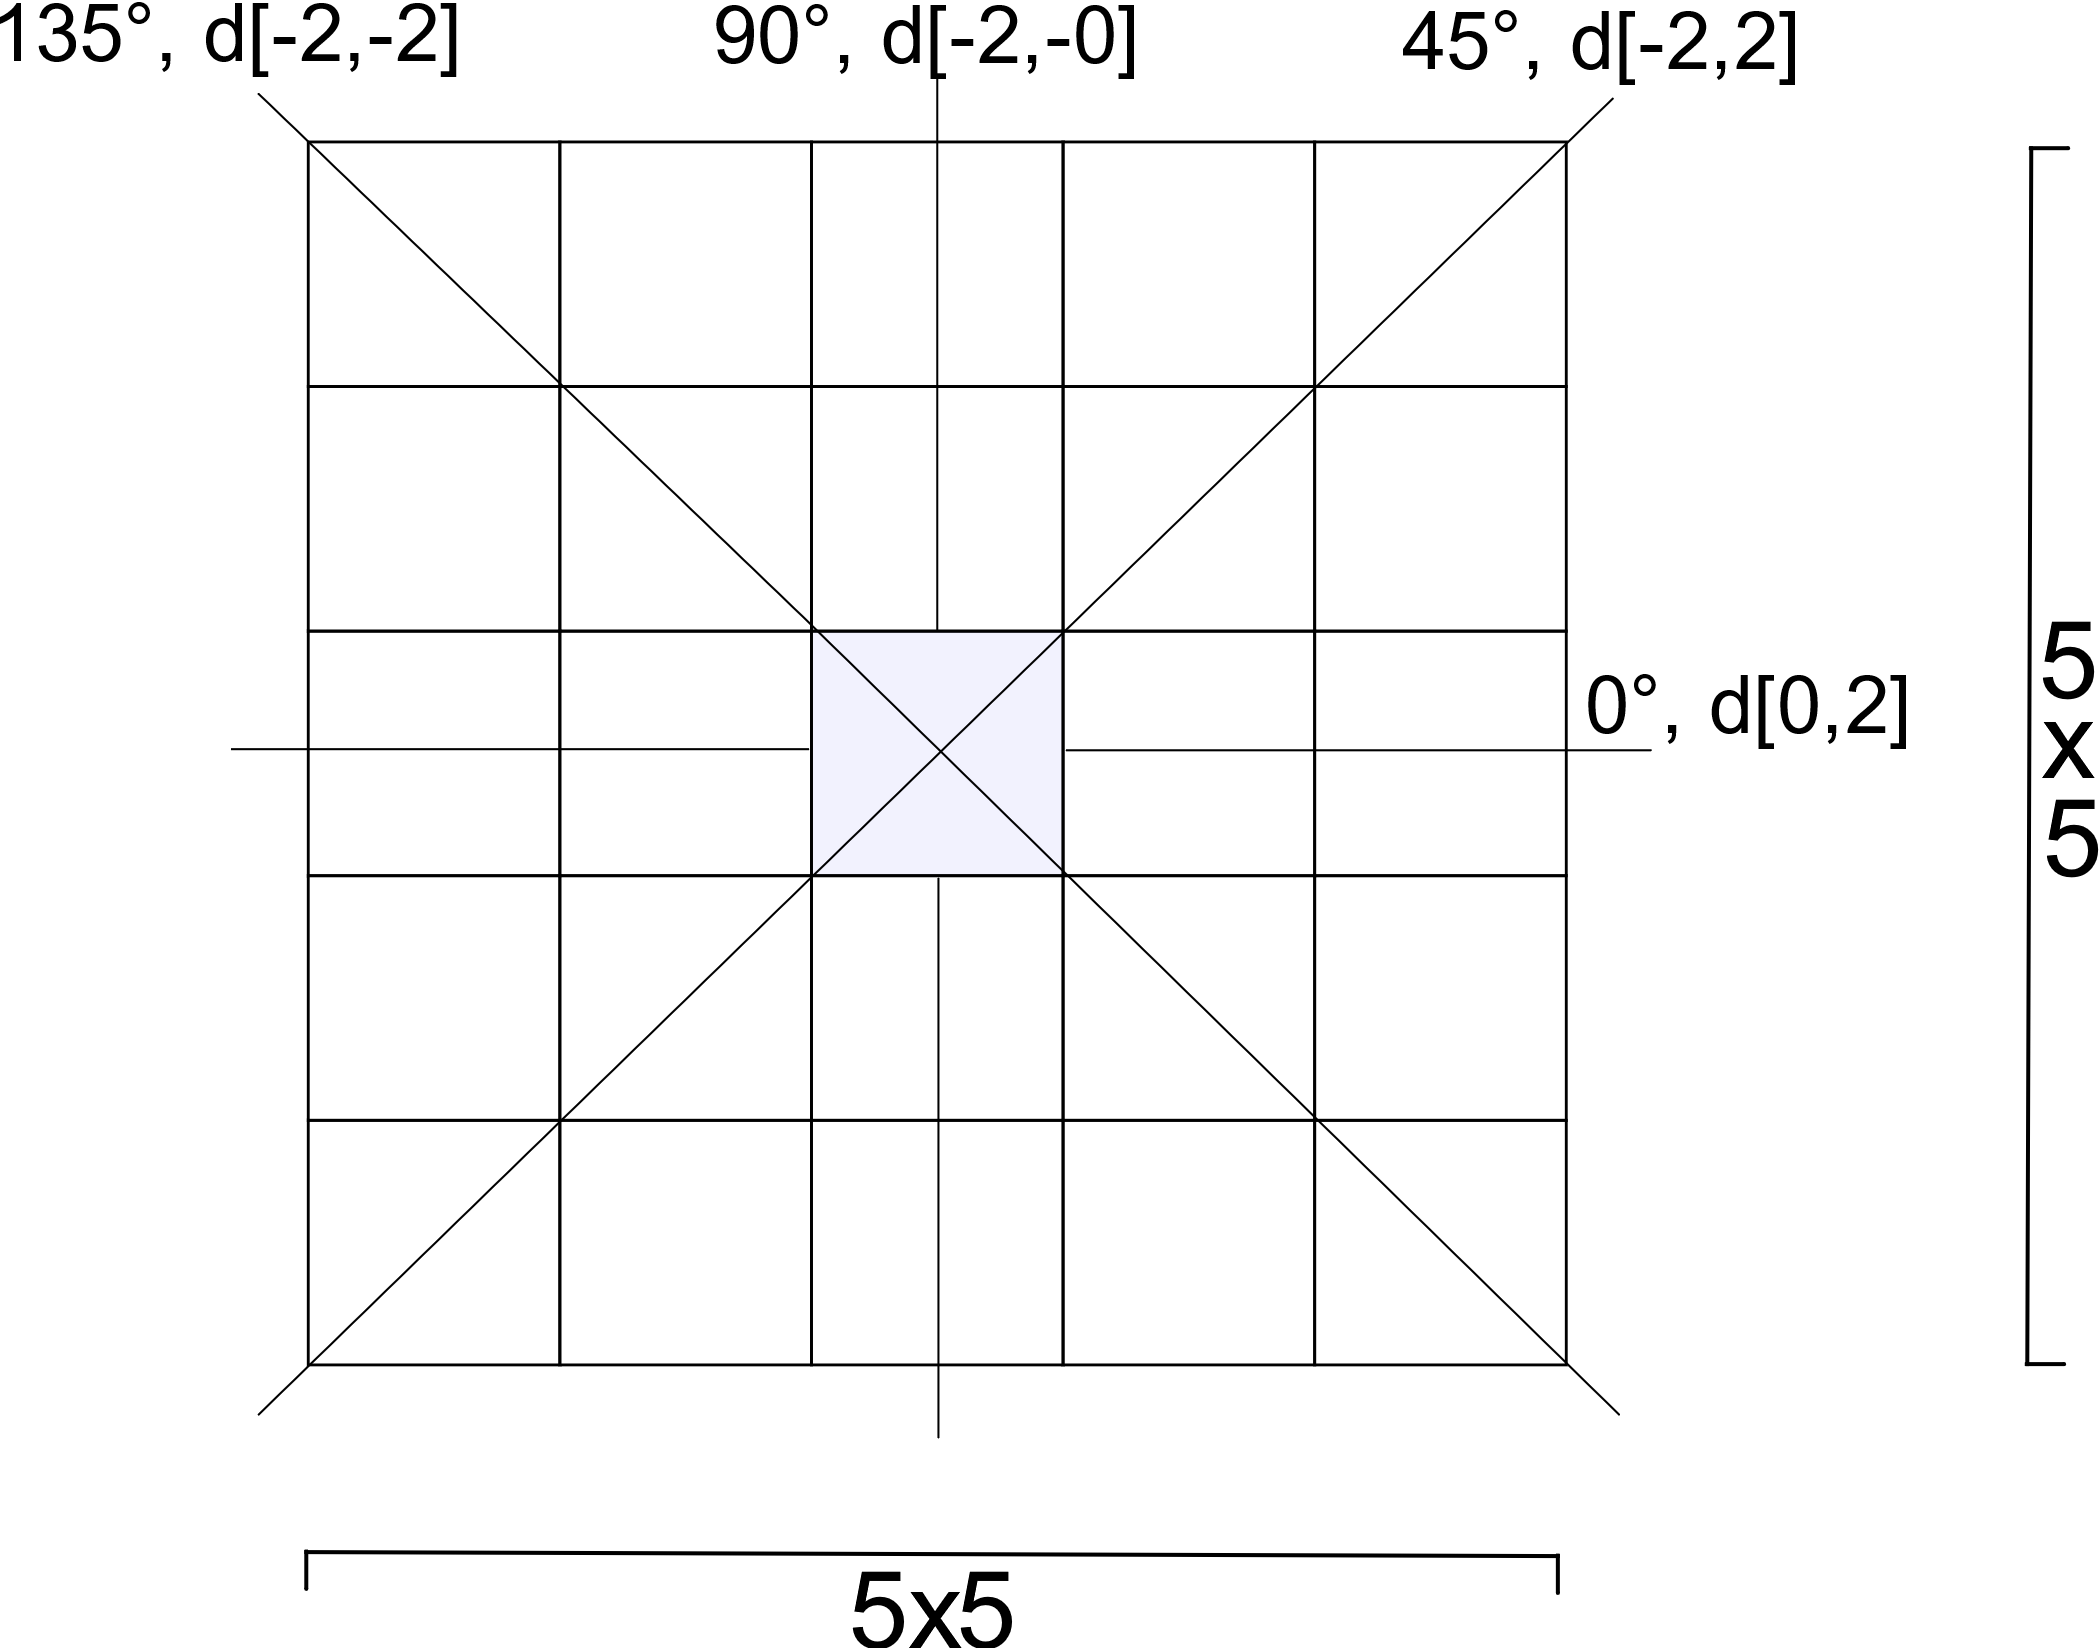 135°, d[-2,-2]
90°, d[-2,-0]
45°, d[-2,2]
0°, d[0,2]
5
x
5
5x5